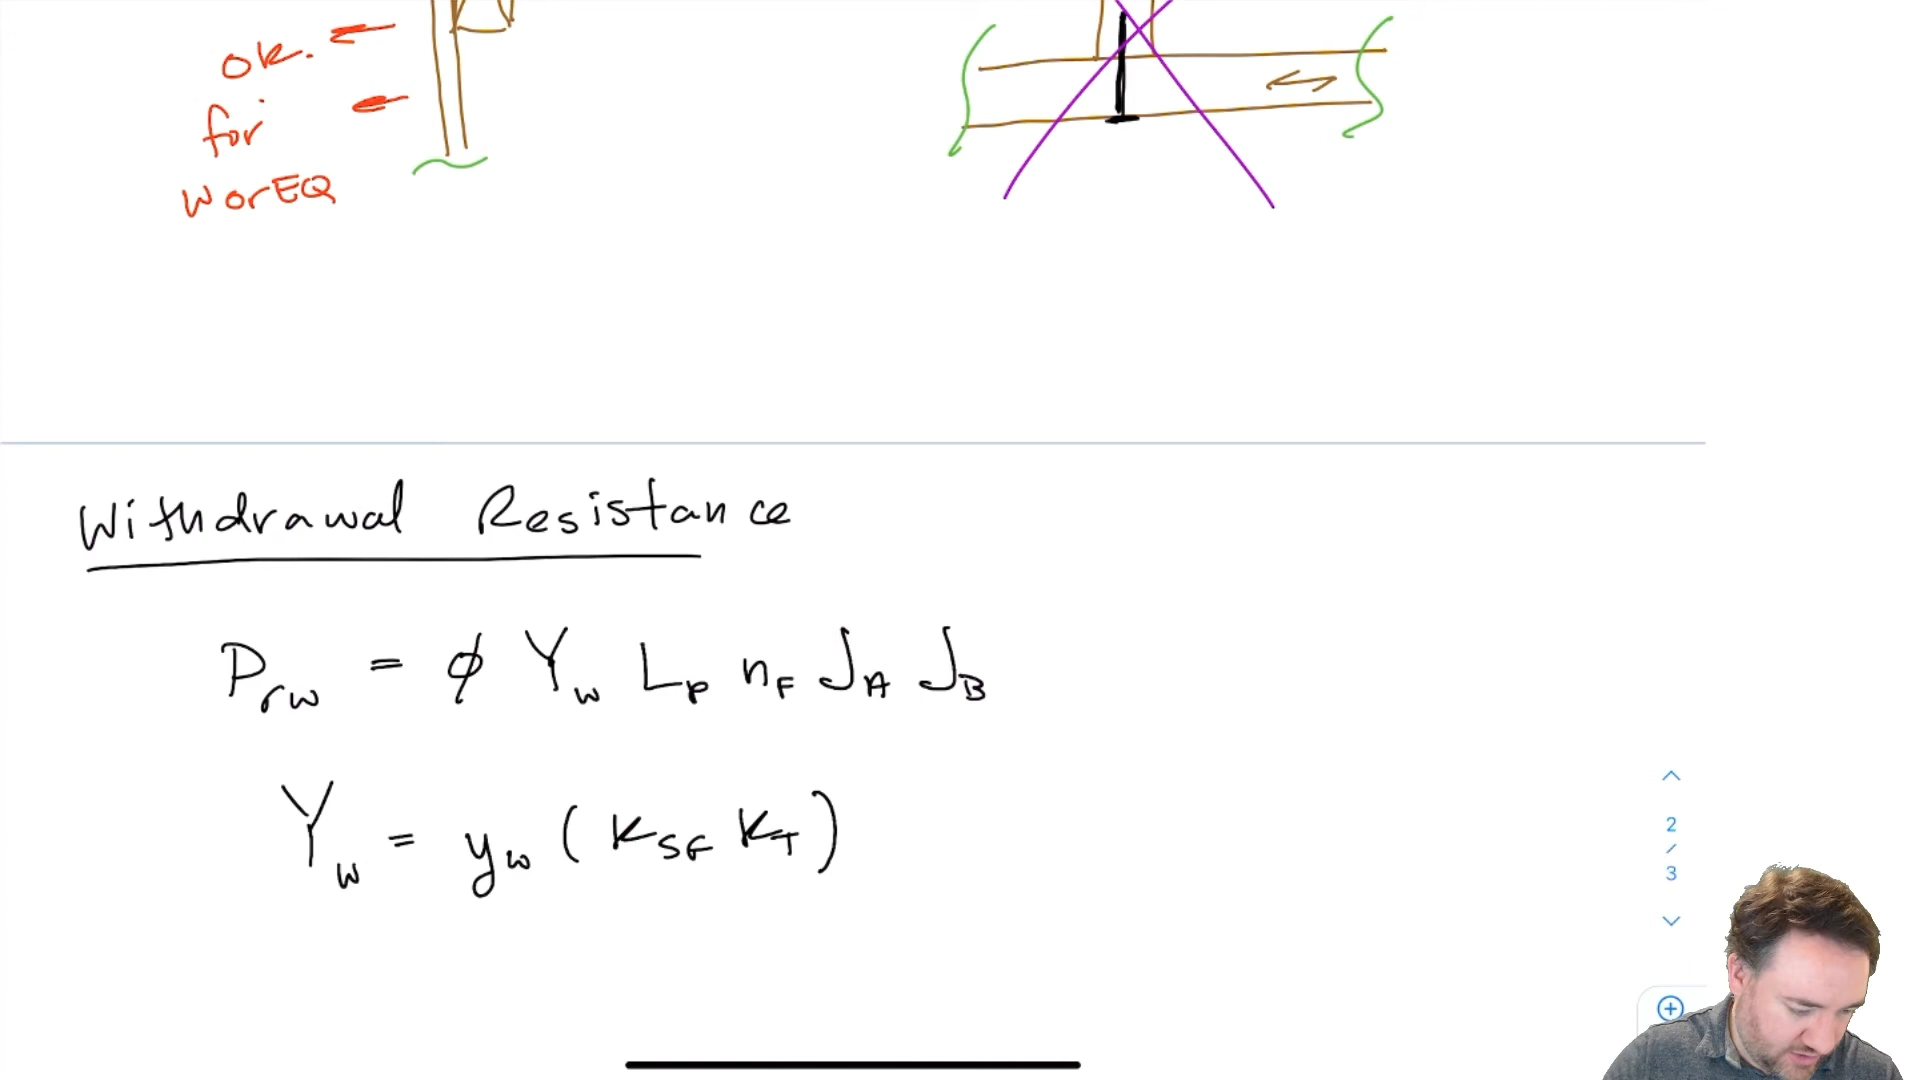 ok.
for
W or EQ
Withdrawal Resistance
Prw = φ Yw Lp nF JA JB
Yw = yw ( KSF KT )
2
/
3